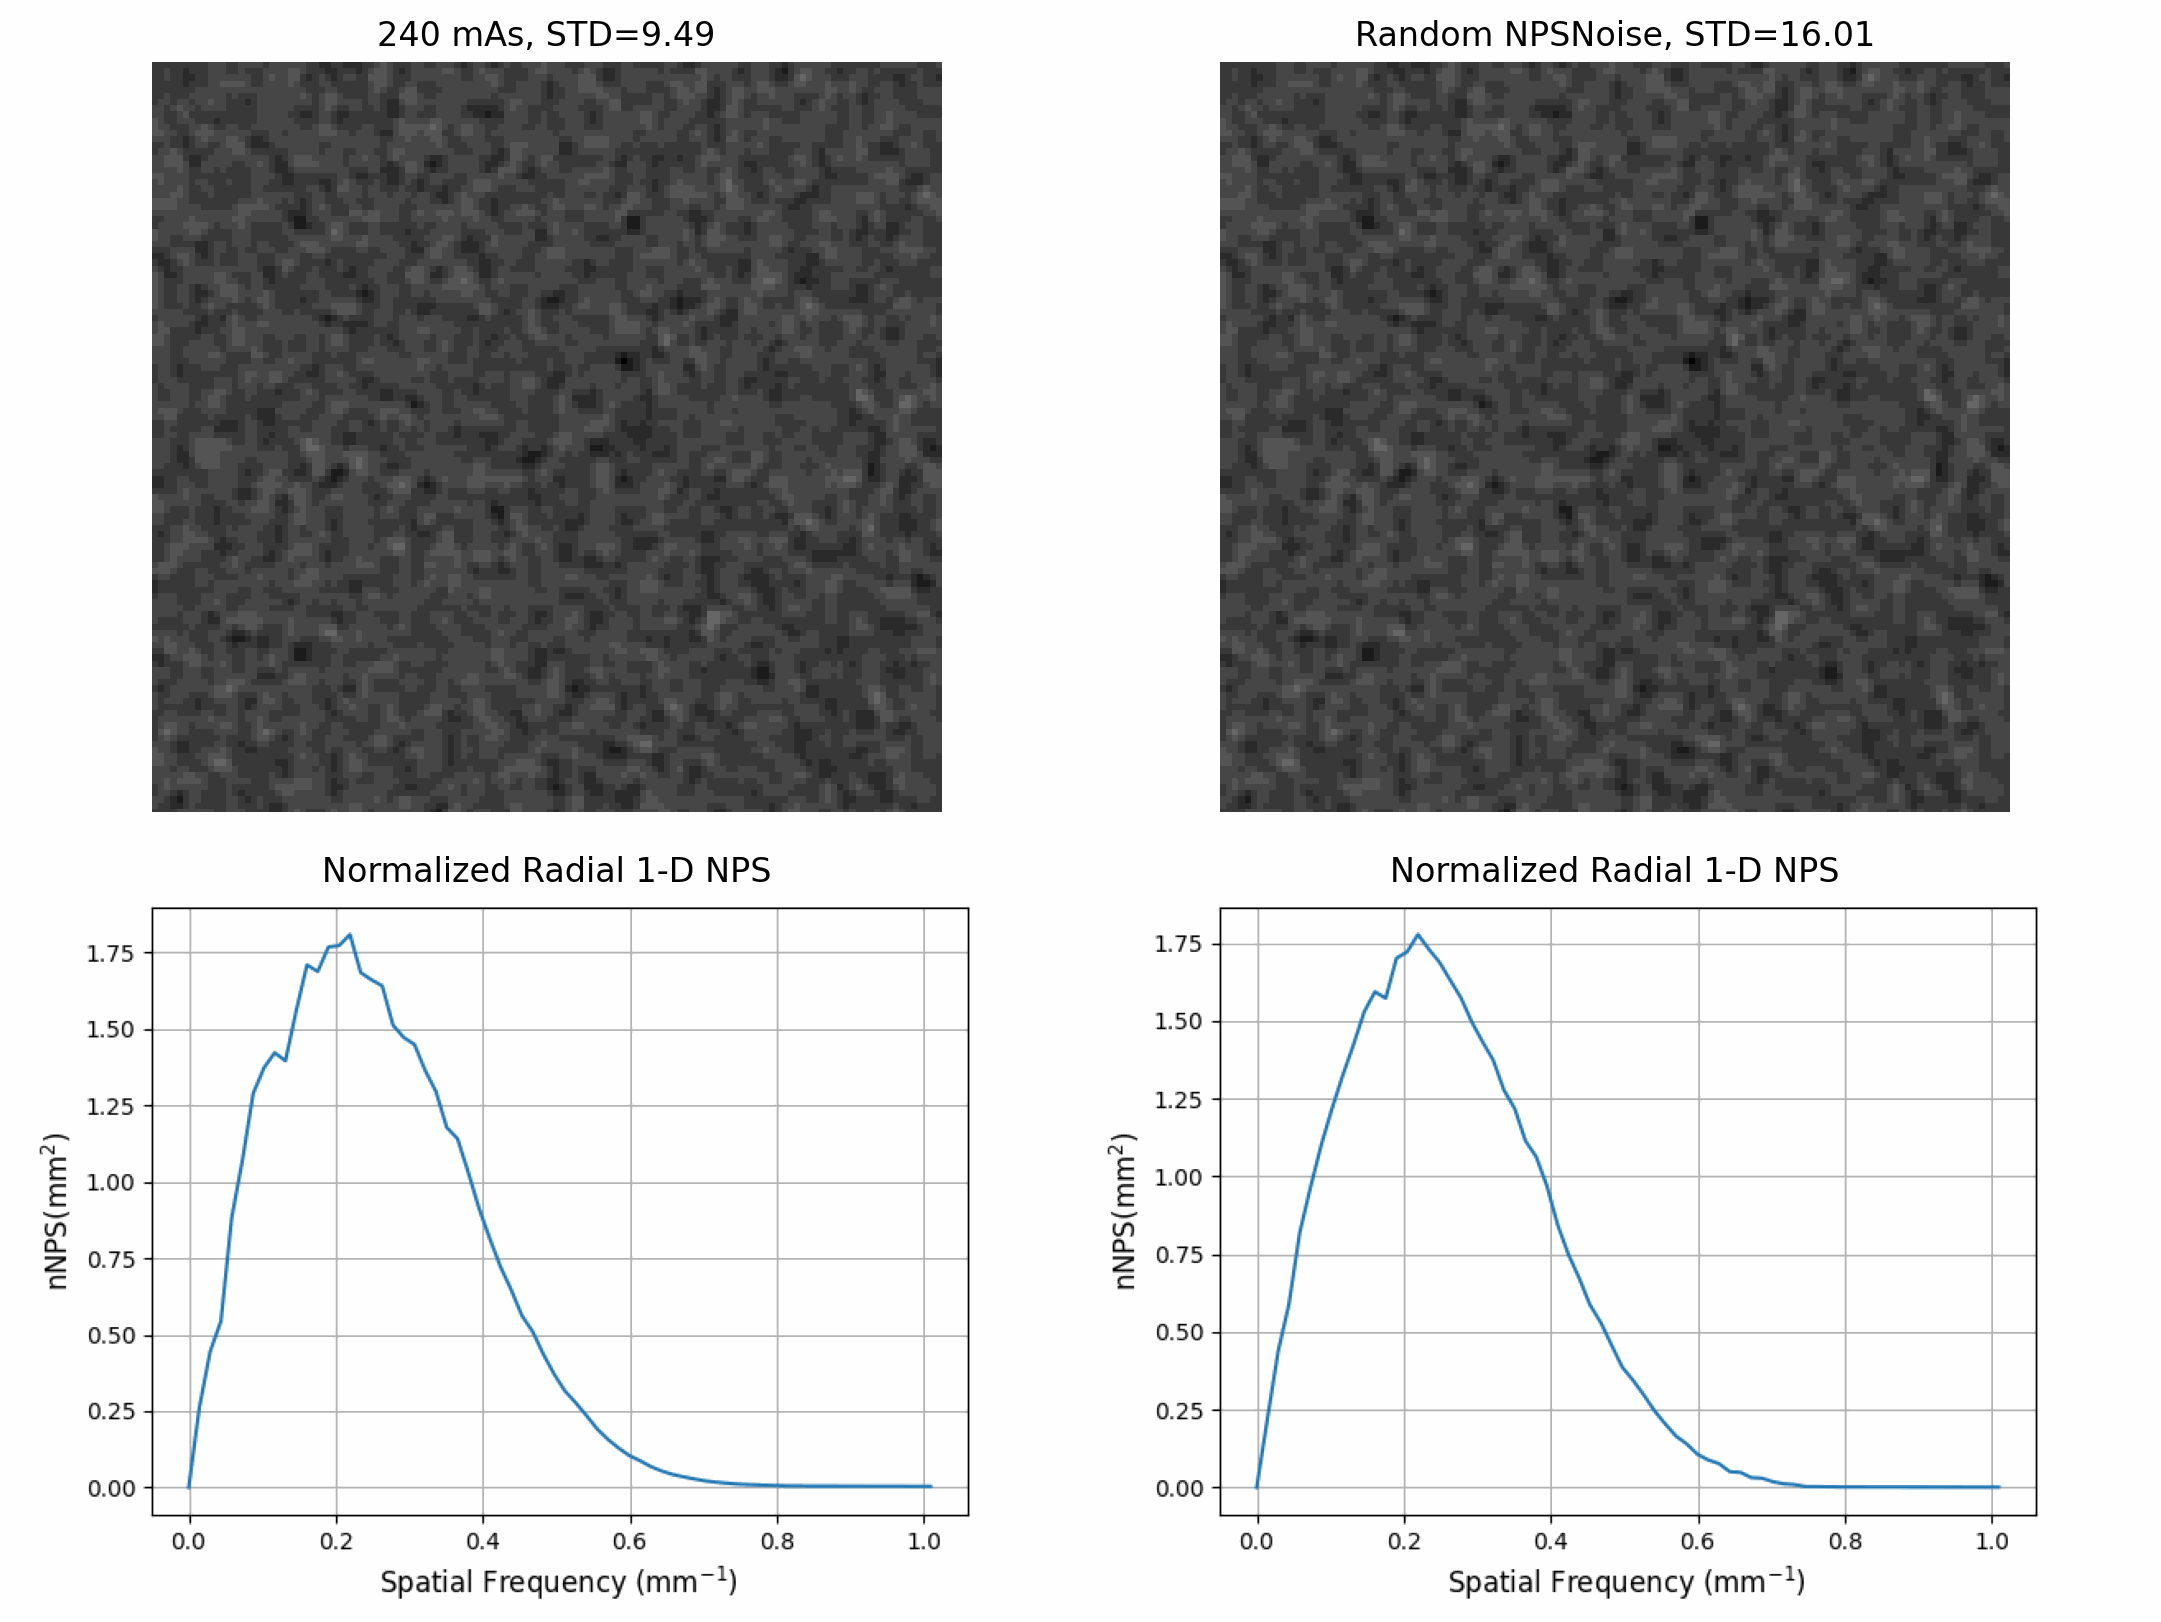 240 mAs, STD=9.49
Random NPSNoise, STD=16.01
Normalized Radial 1-D NPS
1.75
1.50
1.25
1.00
0.75
0.50
0.25
0.00
nNPS(mm²)
0.0 0.2 0.4 0.6 0.8 1.0
Spatial Frequency (mm⁻¹)
Normalized Radial 1-D NPS
1.75
1.50
1.25
1.00
0.75
0.50
0.25
0.00
nNPS(mm²)
0.0 0.2 0.4 0.6 0.8 1.0
Spatial Frequency (mm⁻¹)